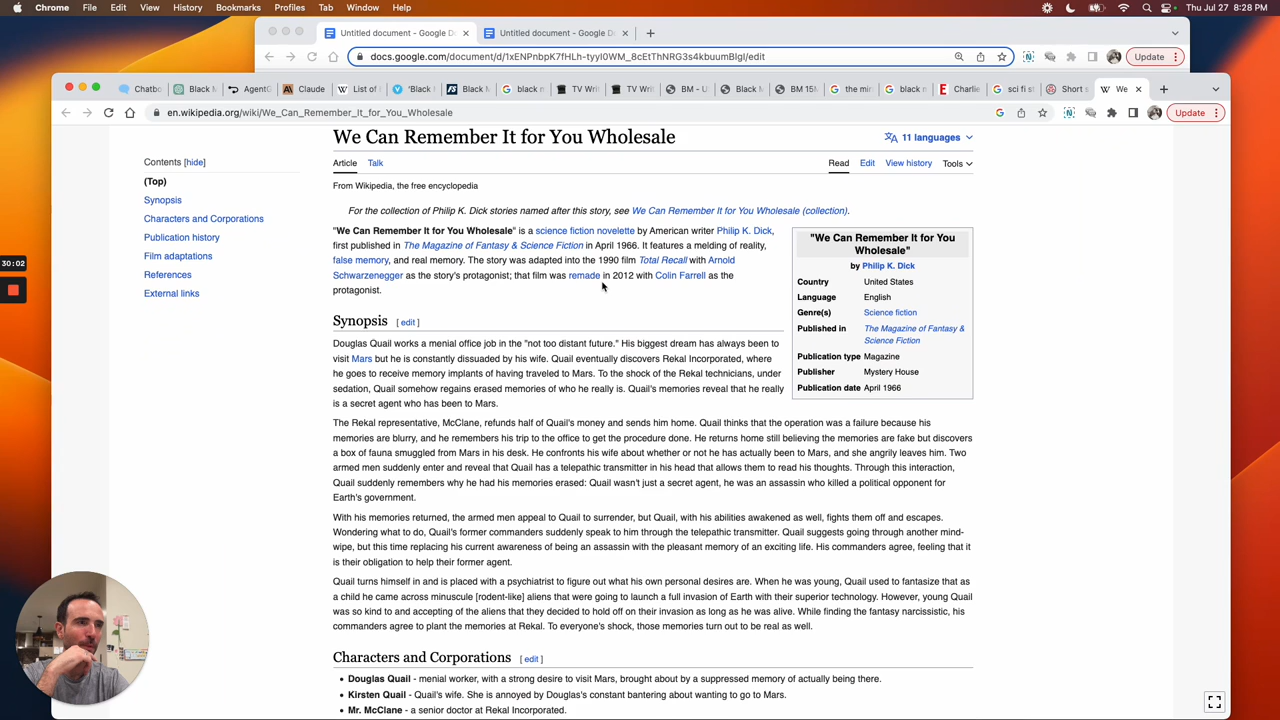 Chrome File Edit View History Bookmarks Profiles Tab Window Help
Thu Jul 27 8:28 PM
Untitled document - Google D
Untitled document - Google D
docs.google.com/document/d/1xENPnbpK7fHLh-tyyI0WM_8cEtThNRG3s4kbuumBIgI/edit
Update
Chatbo
Black M
AgentG
Claude
List of
'Black
Black M
black n
TV Writ
TV Writ
BM - U
Black M
BM 15M
the min
black n
Charlie
sci fi st
Short s
We
en.wikipedia.org/wiki/We_Can_Remember_It_for_You_Wholesale
Update
We Can Remember It for You Wholesale
11 languages
Contents [hide]
(Top)
Synopsis
Characters and Corporations
Publication history
Film adaptations
References
External links
Article Talk
Read Edit View history Tools
From Wikipedia, the free encyclopedia
For the collection of Philip K. Dick stories named after this story, see We Can Remember It for You Wholesale (collection).
"We Can Remember It for You Wholesale" is a science fiction novelette by American writer Philip K. Dick,
first published in The Magazine of Fantasy & Science Fiction in April 1966. It features a melding of reality,
false memory, and real memory. The story was adapted into the 1990 film Total Recall with Arnold
Schwarzenegger as the story's protagonist; that film was remade in 2012 with Colin Farrell as the
protagonist.
"We Can Remember It for You
Wholesale"
by Philip K. Dick
Country United States
Language English
Genre(s) Science fiction
Published in The Magazine of Fantasy &
Science Fiction
Publication type Magazine
Publisher Mystery House
Publication date April 1966
30:02
Synopsis [ edit ]
Douglas Quail works a menial office job in the "not too distant future." His biggest dream has always been to
visit Mars but he is constantly dissuaded by his wife. Quail eventually discovers Rekal Incorporated, where
he goes to receive memory implants of having traveled to Mars. To the shock of the Rekal technicians, under
sedation, Quail somehow regains erased memories of who he really is. Quail's memories reveal that he really
is a secret agent who has been to Mars.
The Rekal representative, McClane, refunds half of Quail's money and sends him home. Quail thinks that the operation was a failure because his
memories are blurry, and he remembers his trip to the office to get the procedure done. He returns home still believing the memories are fake but discovers
a box of fauna smuggled from Mars in his desk. He confronts his wife about whether or not he has actually been to Mars, and she angrily leaves him. Two
armed men suddenly enter and reveal that Quail has a telepathic transmitter in his head that allows them to read his thoughts. Through this interaction,
Quail suddenly remembers why he had his memories erased: Quail wasn't just a secret agent, he was an assassin who killed a political opponent for
Earth's government.
With his memories returned, the armed men appeal to Quail to surrender, but Quail, with his abilities awakened as well, fights them off and escapes.
Wondering what to do, Quail's former commanders suddenly speak to him through the telepathic transmitter. Quail suggests going through another mind-
wipe, but this time replacing his current awareness of being an assassin with the pleasant memory of an exciting life. His commanders agree, feeling that it
is their obligation to help their former agent.
Quail turns himself in and is placed with a psychiatrist to figure out what his own personal desires are. When he was young, Quail used to fantasize that as
a child he came across minuscule [rodent-like] aliens that were going to launch a full invasion of Earth with their superior technology. However, young Quail
was so kind to and accepting of the aliens that they decided to hold off on their invasion as long as he was alive. While finding the fantasy narcissistic, his
commanders agree to plant the memories at Rekal. To everyone's shock, those memories turn out to be real as well.
Characters and Corporations [ edit ]
• Douglas Quail - menial worker, with a strong desire to visit Mars, brought about by a suppressed memory of actually being there.
• Kirsten Quail - Quail's wife. She is annoyed by Douglas's constant bantering about wanting to go to Mars.
• Mr. McClane - a senior doctor at Rekal Incorporated.